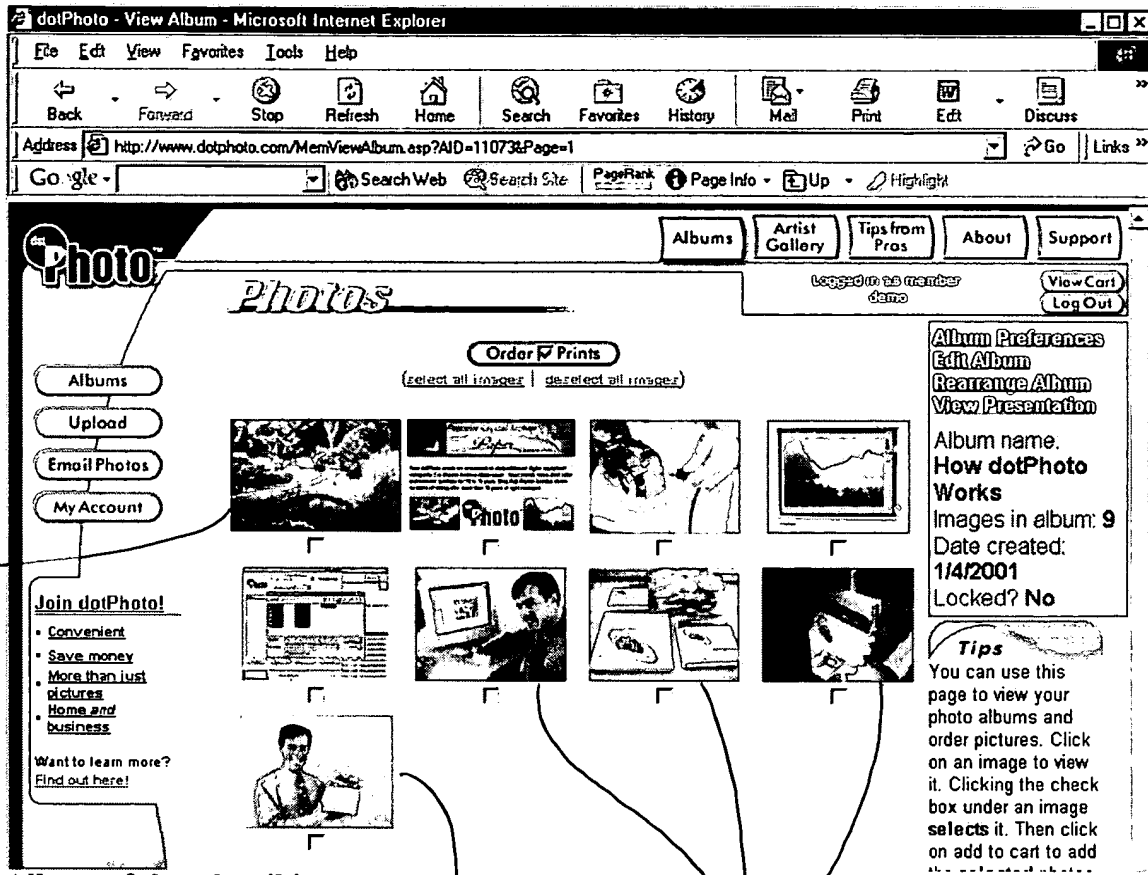 dotPhoto - View Album - Microsoft Internet Explorer
File Edit View Favorites Tools Help
Back Forward Stop Refresh Home Search Favorites History Mail Print Edit Discuss
Address http://www.dotphoto.com/MemViewAlbum.asp?AID=11073&Page=1 Go Links »
Google Search Web Search Site PageRank Page Info Up Highlight
dot Photo™
Albums Artist Gallery Tips from Pros About Support
Logged in as member
demo
View Cart
Log Out
Photos
Order Prints
(select all images | deselect all images)
Albums
Upload
Email Photos
My Account
Photo
Join dotPhoto!
Convenient
Save money
More than just
pictures
Home and
business
Want to learn more?
Find out here!
Album Preferences
Edit Album
Rearrange Album
View Presentation
Album name.
How dotPhoto
Works
Images in album: 9
Date created:
1/4/2001
Locked? No
Tips
You can use this
page to view your
photo albums and
order pictures. Click
on an image to view
it. Clicking the check
box under an image
selects it. Then click
on add to cart to add